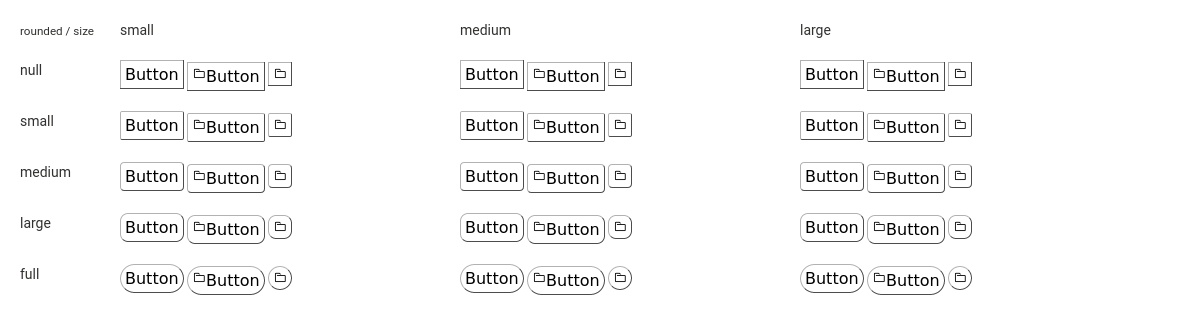 rounded / size small medium large
null Button Button Button Button Button Button
small Button Button Button Button Button Button
medium Button Button Button Button Button Button
large Button Button Button Button Button Button
full Button Button Button Button Button Button